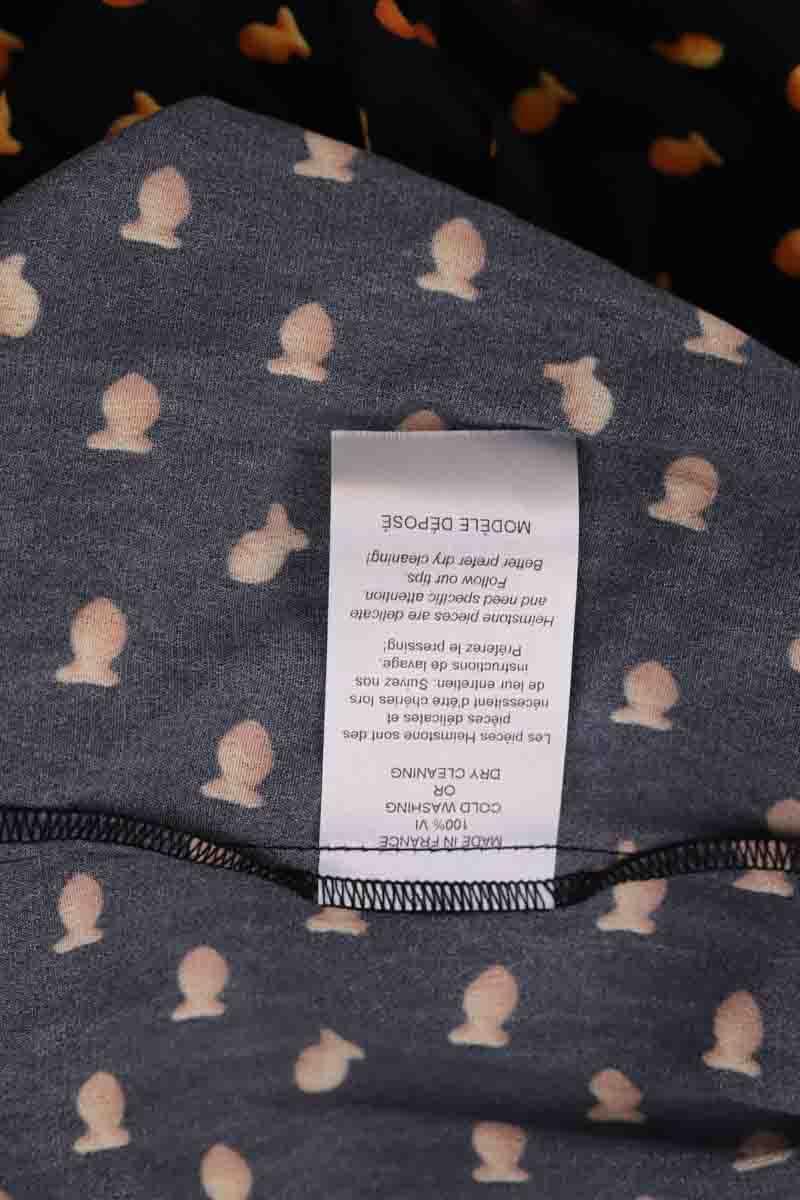 MADE IN FRANCE
100% VI
COLD WASHING
OR
DRY CLEANING
Les pièces Heimstone sont des
pièces délicates et
nécessitent d'être chéries lors
de leur entretien. Suivez nos
instructions de lavage.
Préférez le pressing;
Heimstone pieces are delicate
and need specific attention.
Follow our tips.
Better prefer dry cleaning!
MODÈLE DÉPOSÉ